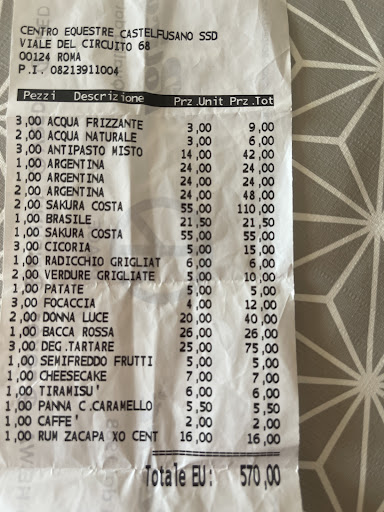 CENTRO EQUESTRE CASTELFUSANO SSD
VIALE DEL CIRCUITO 68
00124 ROMA
P.I. 08213911004
Pezzi Descrizione Prz.Unit Prz.Tot
3,00 ACQUA FRIZZANTE 3,00 9,00
2,00 ACQUA NATURALE 3,00 6,00
3,00 ANTIPASTO MISTO 14,00 42,00
1,00 ARGENTINA 24,00 24,00
1,00 ARGENTINA 24,00 24,00
2,00 ARGENTINA 24,00 48,00
2,00 SAKURA COSTA 55,00 110,00
1,00 BRASILE 21,50 21,50
1,00 SAKURA COSTA 55,00 55,00
3,00 CICORIA 5,00 15,00
1,00 RADICCHIO GRIGLIAT 6,00 6,00
2,00 VERDURE GRIGLIATE 5,00 10,00
1,00 PATATE 5,00 5,00
3,00 FOCACCIA 4,00 12,00
2,00 DONNA LUCE 20,00 40,00
1,00 BACCA ROSSA 26,00 26,00
3,00 DEG.TARTARE 25,00 75,00
1,00 SEMIFREDDO FRUTTI 5,00 5,00
1,00 CHEESECAKE 7,00 7,00
1,00 TIRAMISU' 6,00 6,00
1,00 PANNA C.CARAMELLO 5,50 5,50
1,00 CAFFE' 2,00 2,00
1,00 RUM ZACAPA XO CENT 16,00 16,00
Totale EU: 570,00